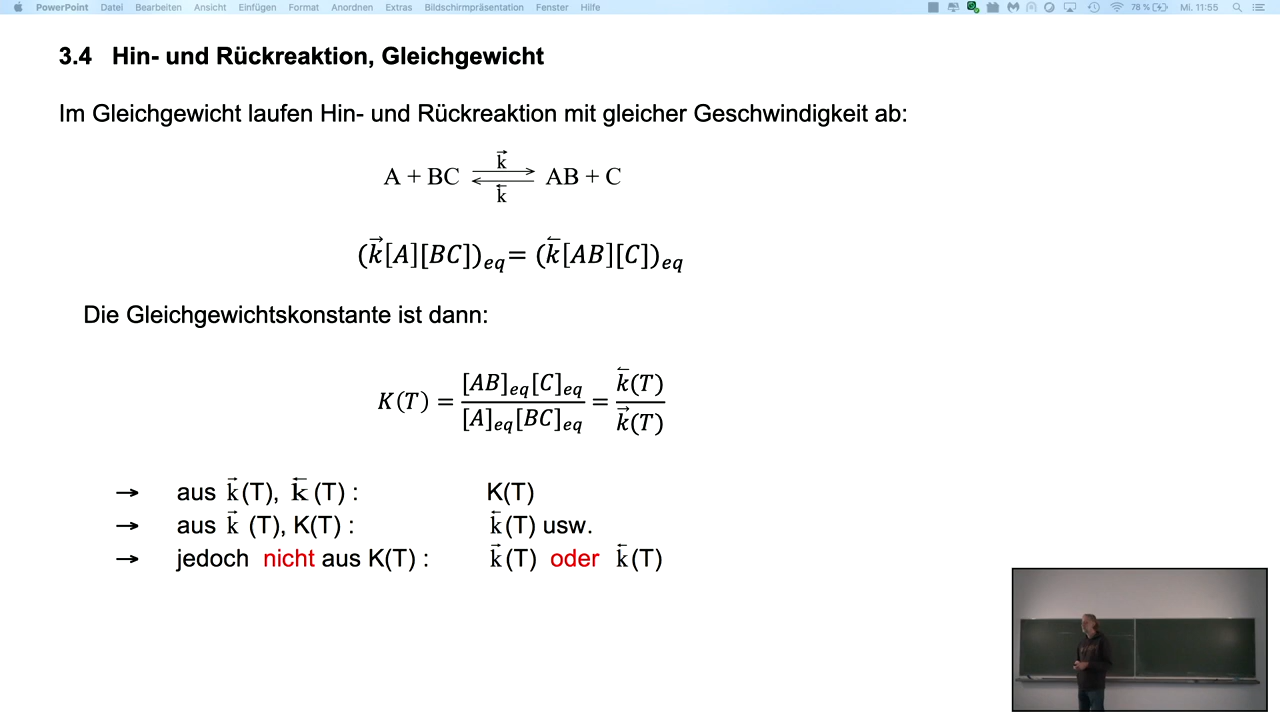 PowerPoint Datei Bearbeiten Ansicht Einfügen Format Anordnen Extras Bildschirmpräsentation Fenster Hilfe 78 % Mi. 11:55
3.4 Hin- und Rückreaktion, Gleichgewicht
Im Gleichgewicht laufen Hin- und Rückreaktion mit gleicher Geschwindigkeit ab:
k⃗
A + BC ⇌ AB + C
k⃖
(k⃗[A][BC])eq= (k⃖[AB][C])eq
Die Gleichgewichtskonstante ist dann:
K(T) = [AB]eq[C]eq / [A]eq[BC]eq = k⃖(T) / k⃗(T)
→ aus k⃗(T), k⃖(T) : K(T)
→ aus k⃗ (T), K(T) : k⃖(T) usw.
→ jedoch nicht aus K(T) : k⃗(T) oder k⃖(T)